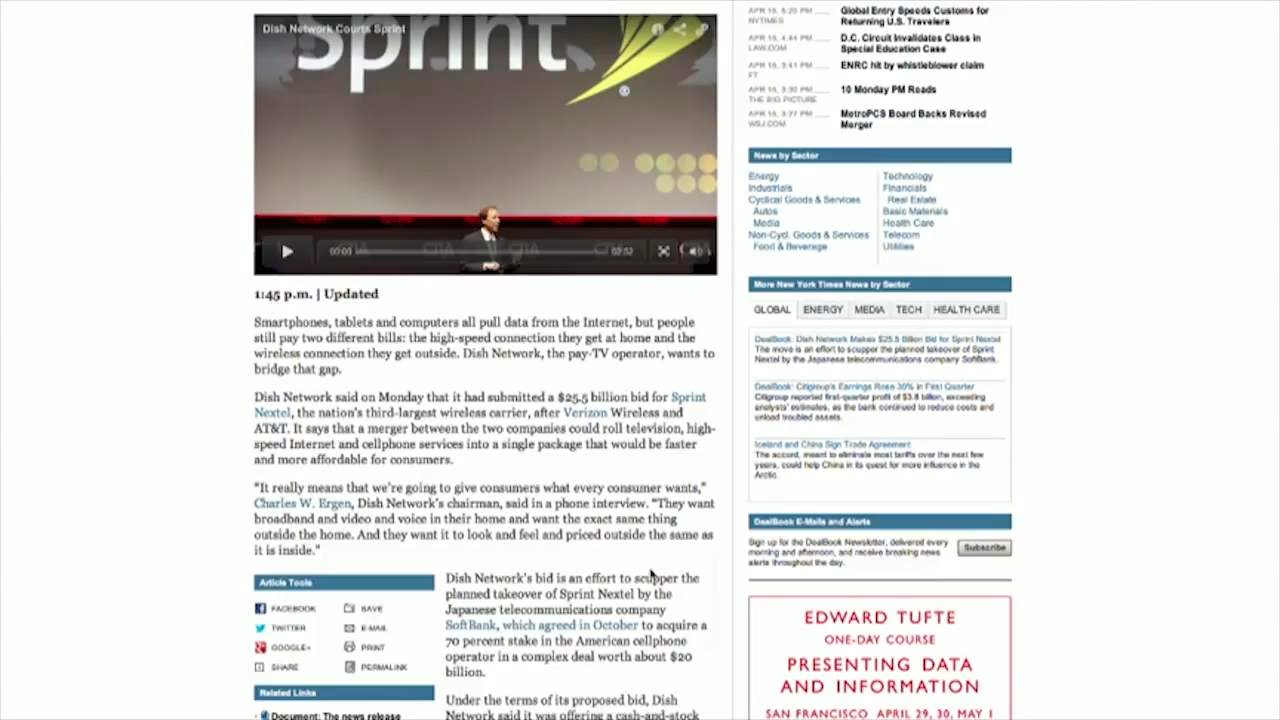 Dish Network Courts Sprint
Sprint
®
00:00
02:52
1:45 p.m. | Updated
Smartphones, tablets and computers all pull data from the Internet, but people
still pay two different bills: the high-speed connection they get at home and the
wireless connection they get outside. Dish Network, the pay-TV operator, wants to
bridge that gap.
Dish Network said on Monday that it had submitted a $25.5 billion bid for Sprint
Nextel, the nation's third-largest wireless carrier, after Verizon Wireless and
AT&T. It says that a merger between the two companies could roll television, high-
speed Internet and cellphone services into a single package that would be faster
and more affordable for consumers.
"It really means that we're going to give consumers what every consumer wants,"
Charles W. Ergen, Dish Network's chairman, said in a phone interview. "They want
broadband and video and voice in their home and want the exact same thing
outside the home. And they want it to look and feel and priced outside the same as
it is inside."
Article Tools
FACEBOOK
SAVE
TWITTER
E-MAIL
GOOGLE+
PRINT
SHARE
PERMALINK
Related Links
Document: The news release
Dish Network's bid is an effort to scupper the
planned takeover of Sprint Nextel by the
Japanese telecommunications company
SoftBank, which agreed in October to acquire a
70 percent stake in the American cellphone
operator in a complex deal worth about $20
billion.
Under the terms of its proposed bid, Dish
Network said it was offering a cash-and-stock
APR 15, 5:20 PM
NYTIMES
Global Entry Speeds Customs for
Returning U.S. Travelers
APR 15, 4:44 PM
LAW.COM
D.C. Circuit Invalidates Class in
Special Education Case
APR 15, 3:41 PM
FT
ENRC hit by whistleblower claim
APR 15, 3:30 PM
THE BIG PICTURE
10 Monday PM Reads
APR 15, 3:27 PM
WSJ.COM
MetroPCS Board Backs Revised
Merger
News by Sector
Energy
Industrials
Cyclical Goods & Services
Autos
Media
Non-Cycl. Goods & Services
Food & Beverage
Technology
Financials
Real Estate
Basic Materials
Health Care
Telecom
Utilities
More New York Times News by Sector
GLOBAL ENERGY MEDIA TECH HEALTH CARE
DealBook: Dish Network Makes $25.5 Billion Bid for Sprint Nextel
The move is an effort to scupper the planned takeover of Sprint
Nextel by the Japanese telecommunications company SoftBank.
DealBook: Citigroup's Earnings Rose 30% in First Quarter
Citigroup reported first-quarter profit of $3.8 billion, exceeding
analysts' estimates, as the bank continued to reduce costs and
unload troubled assets.
Iceland and China Sign Trade Agreement
The accord, meant to eliminate most tariffs over the next few
years, could help China in its quest for more influence in the
Arctic.
DealBook E-Mails and Alerts
Sign up for the DealBook Newsletter, delivered every
morning and afternoon, and receive breaking news
alerts throughout the day.
Subscribe
EDWARD TUFTE
ONE-DAY COURSE
PRESENTING DATA
AND INFORMATION
SAN FRANCISCO APRIL 29, 30, MAY 1